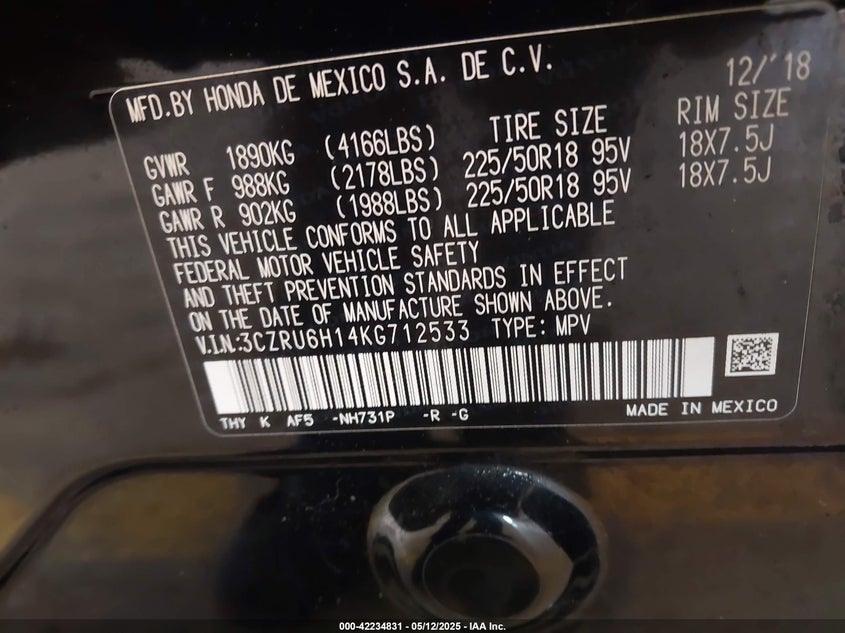 MFD.BY HONDA DE MEXICO S.A. DE C.V. 12/'18
GVWR 1890KG (4166LBS) TIRE SIZE RIM SIZE
GAWR F 988KG (2178LBS) 225/50R18 95V 18X7.5J
GAWR R 902KG (1988LBS) 225/50R18 95V 18X7.5J
THIS VEHICLE CONFORMS TO ALL APPLICABLE
FEDERAL MOTOR VEHICLE SAFETY
AND THEFT PREVENTION STANDARDS IN EFFECT
ON THE DATE OF MANUFACTURE SHOWN ABOVE.
V.I.N.:3CZRU6H14KG712533 TYPE: MPV
THY K AF5 -NH731P -R -G MADE IN MEXICO
000-42234831 - 05/12/2025 - IAA Inc.